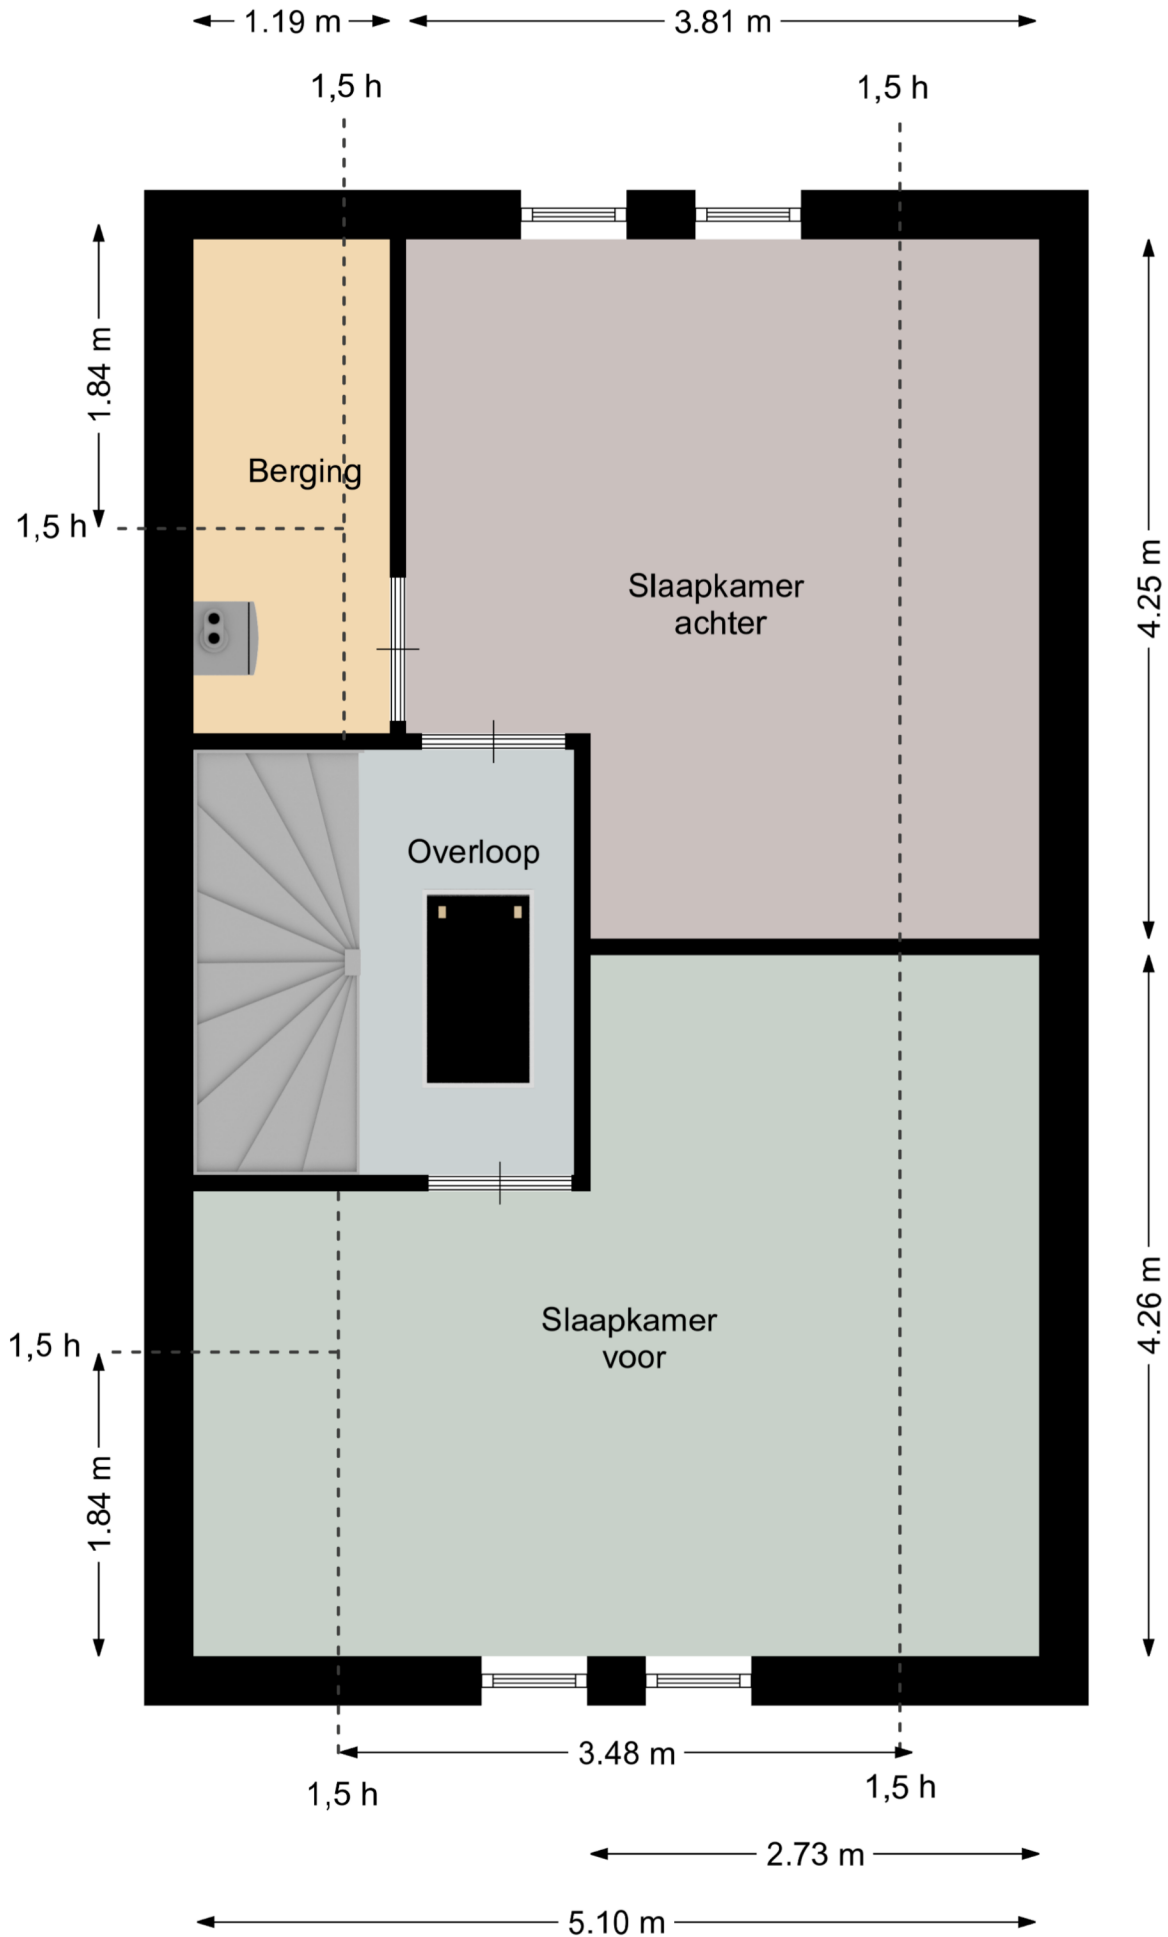 1.19 m
3.81 m
1,5 h
1,5 h
1.84 m
Berging
1,5 h
Slaapkamer
achter
4.25 m
Overloop
Slaapkamer
voor
4.26 m
1,5 h
1.84 m
3.48 m
1,5 h
1,5 h
2.73 m
5.10 m